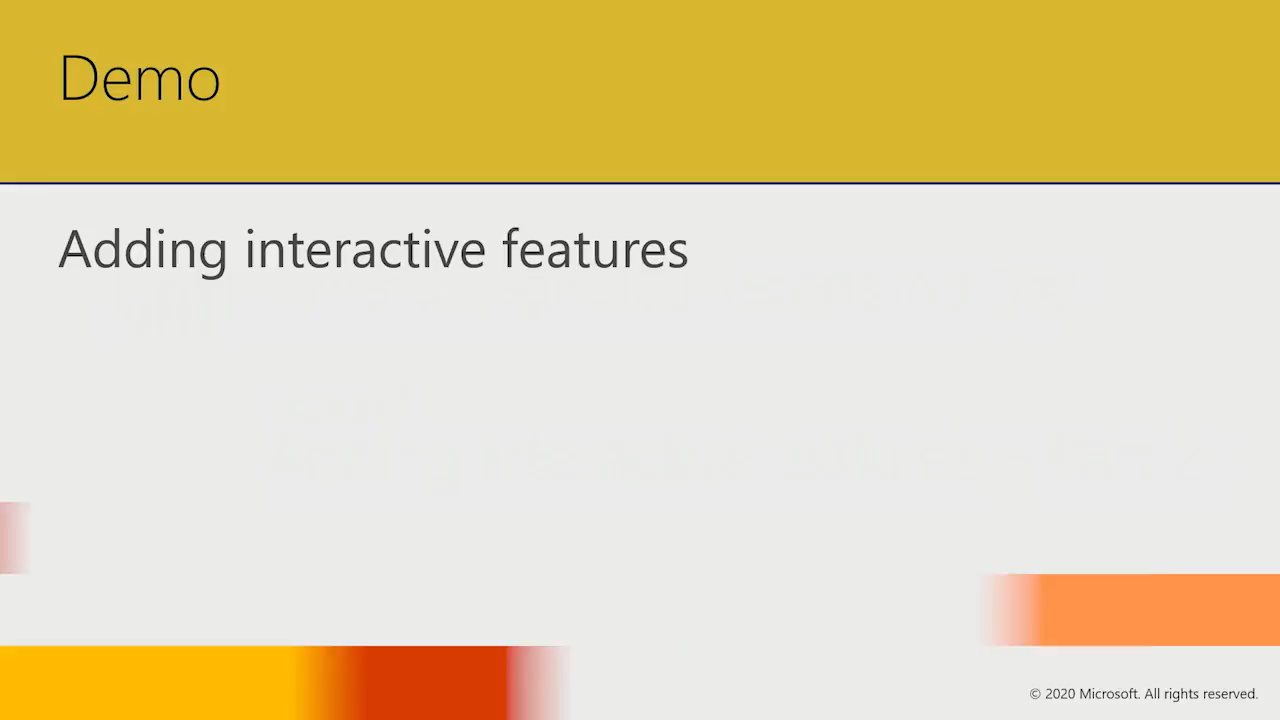 Demo
Adding interactive features
© 2020 Microsoft. All rights reserved.